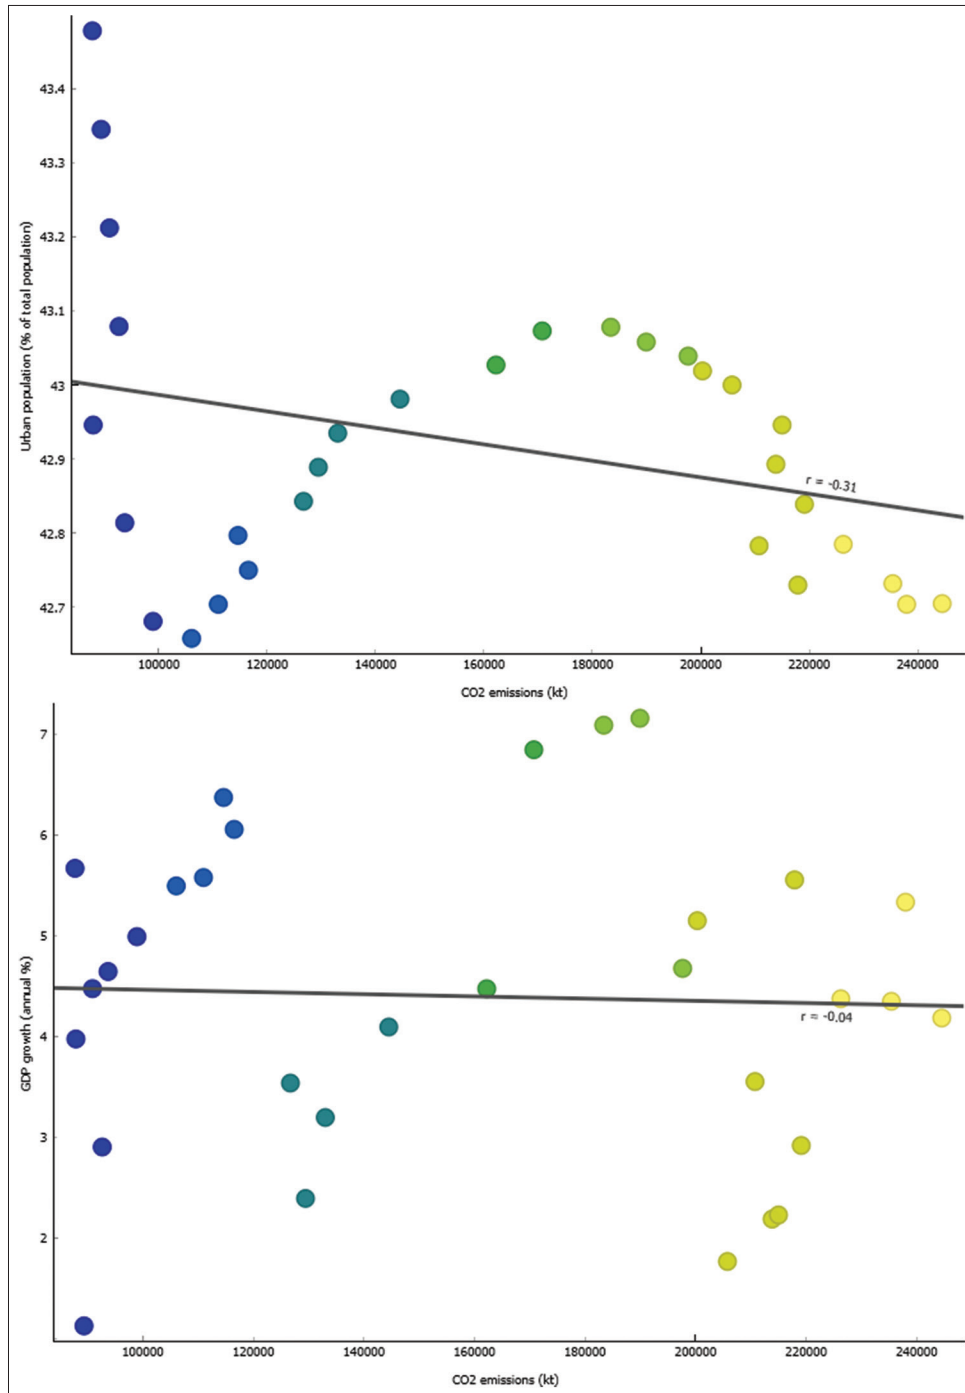 43.4
43.3
43.2
43.1
43
42.9
42.8
42.7
Urban population (% of total population)
r = -0.31
100000 120000 140000 160000 180000 200000 220000 240000
CO2 emissions (kt)
7
6
5
4
3
2
GDP growth (annual %)
r = -0.04
100000 120000 140000 160000 180000 200000 220000 240000
CO2 emissions (kt)